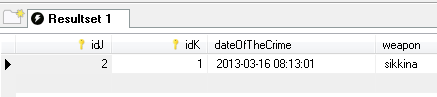 Resultset 1
idJ idK dateOfTheCrime weapon
2 1 2013-03-16 08:13:01 sikkina